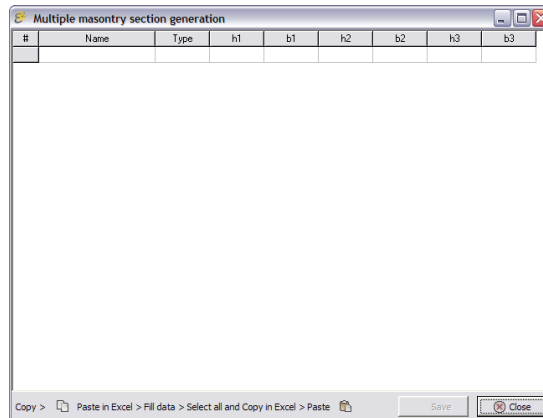 Multiple masontry section generation
# Name Type h1 b1 h2 b2 h3 b3
Copy > Paste in Excel > Fill data > Select all and Copy in Excel > Paste Save Close